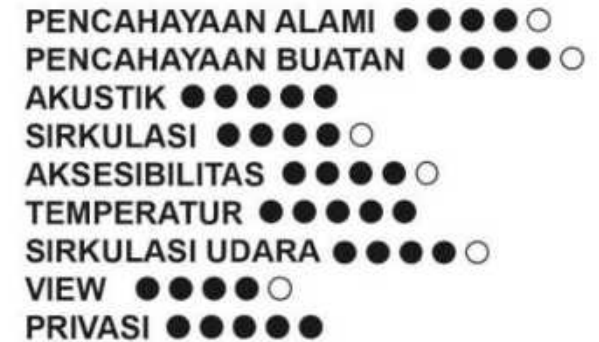 PENCAHAYAAN ALAMI ●●●●○
PENCAHAYAAN BUATAN ●●●●○
AKUSTIK ●●●●●
SIRKULASI ●●●●○
AKSESIBILITAS ●●●●○
TEMPERATUR ●●●●●
SIRKULASI UDARA ●●●●○
VIEW ●●●●○
PRIVASI ●●●●●